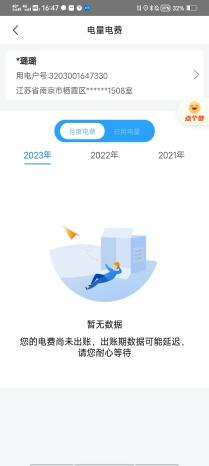 16:47 32%
电量电费
*璐璐
用电户号:3203001647330
江苏省南京市栖霞区******1508室
点个赞
月度电费 日用电量
2023年 2022年 2021年
暂无数据
您的电费尚未出账，出账期数据可能延迟，
请您耐心等待